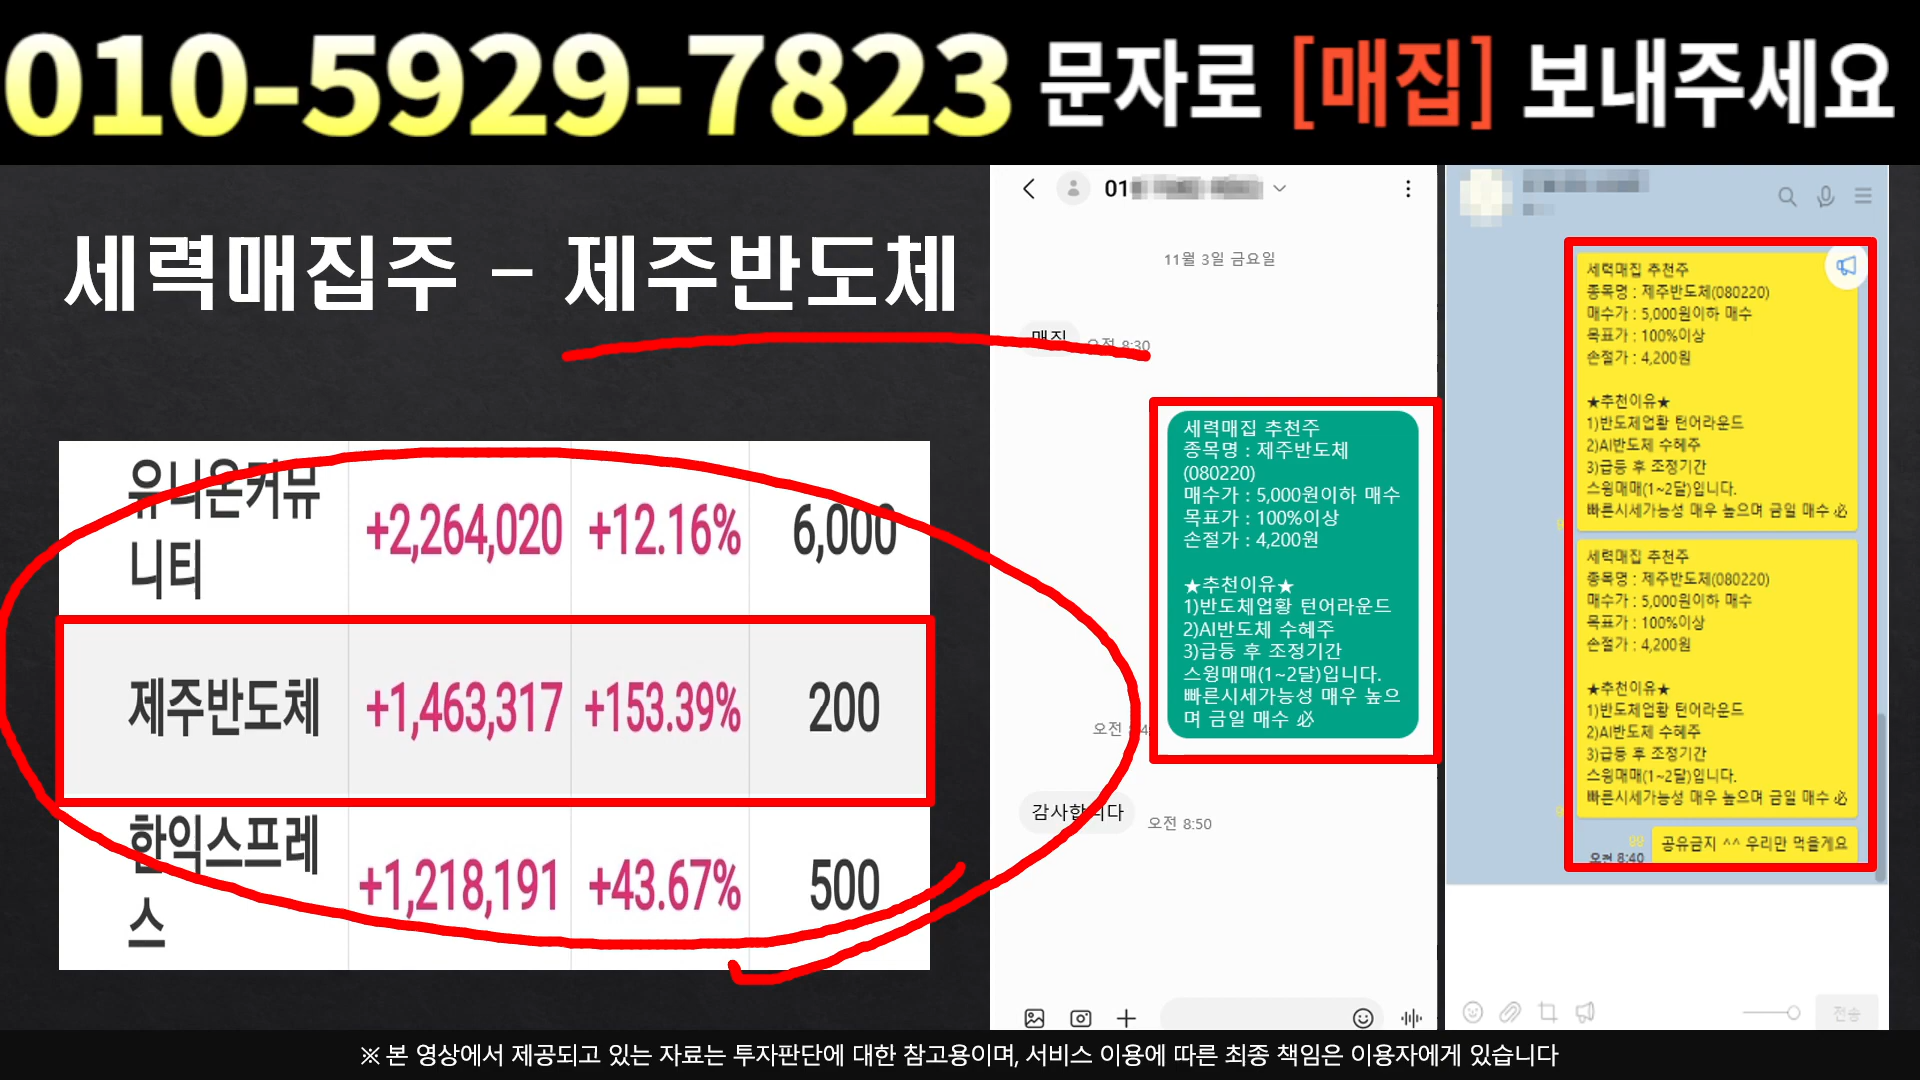 010-5929-7823 문자로 [매집] 보내주세요
세력매집주 - 제주반도체
유니온커뮤
니티
+2,264,020 +12.16% 6,000
제주반도체 +1,463,317 +153.39% 200
한익스프레
스
+1,218,191 +43.67% 500
01
11월 3일 금요일
매집
오전 8:30
세력매집 추천주
종목명 : 제주반도체
(080220)
매수가 : 5,000원이하 매수
목표가 : 100%이상
손절가 : 4,200원
★추천이유★
1)반도체업황 턴어라운드
2)AI반도체 수혜주
3)급등 후 조정기간
스윙매매(1~2달)입니다.
빠른시세가능성 매우 높으
며 금일 매수 必
오전
감사합니다
오전 8:50
세력매집 추천주
종목명 : 제주반도체(080220)
매수가 : 5,000원이하 매수
목표가 : 100%이상
손절가 : 4,200원
★추천이유★
1)반도체업황 턴어라운드
2)AI반도체 수혜주
3)급등 후 조정기간
스윙매매(1~2달)입니다.
빠른시세가능성 매우 높으며 금일 매수 必
세력매집 추천주
종목명 : 제주반도체(080220)
매수가 : 5,000원이하 매수
목표가 : 100%이상
손절가 : 4,200원
★추천이유★
1)반도체업황 턴어라운드
2)AI반도체 수혜주
3)급등 후 조정기간
스윙매매(1~2달)입니다.
빠른시세가능성 매우 높으며 금일 매수 必
오전 8:40
공유금지 ^^ 우리만 먹을게요
전송
※ 본 영상에서 제공되고 있는 자료는 투자판단에 대한 참고용이며, 서비스 이용에 따른 최종 책임은 이용자에게 있습니다